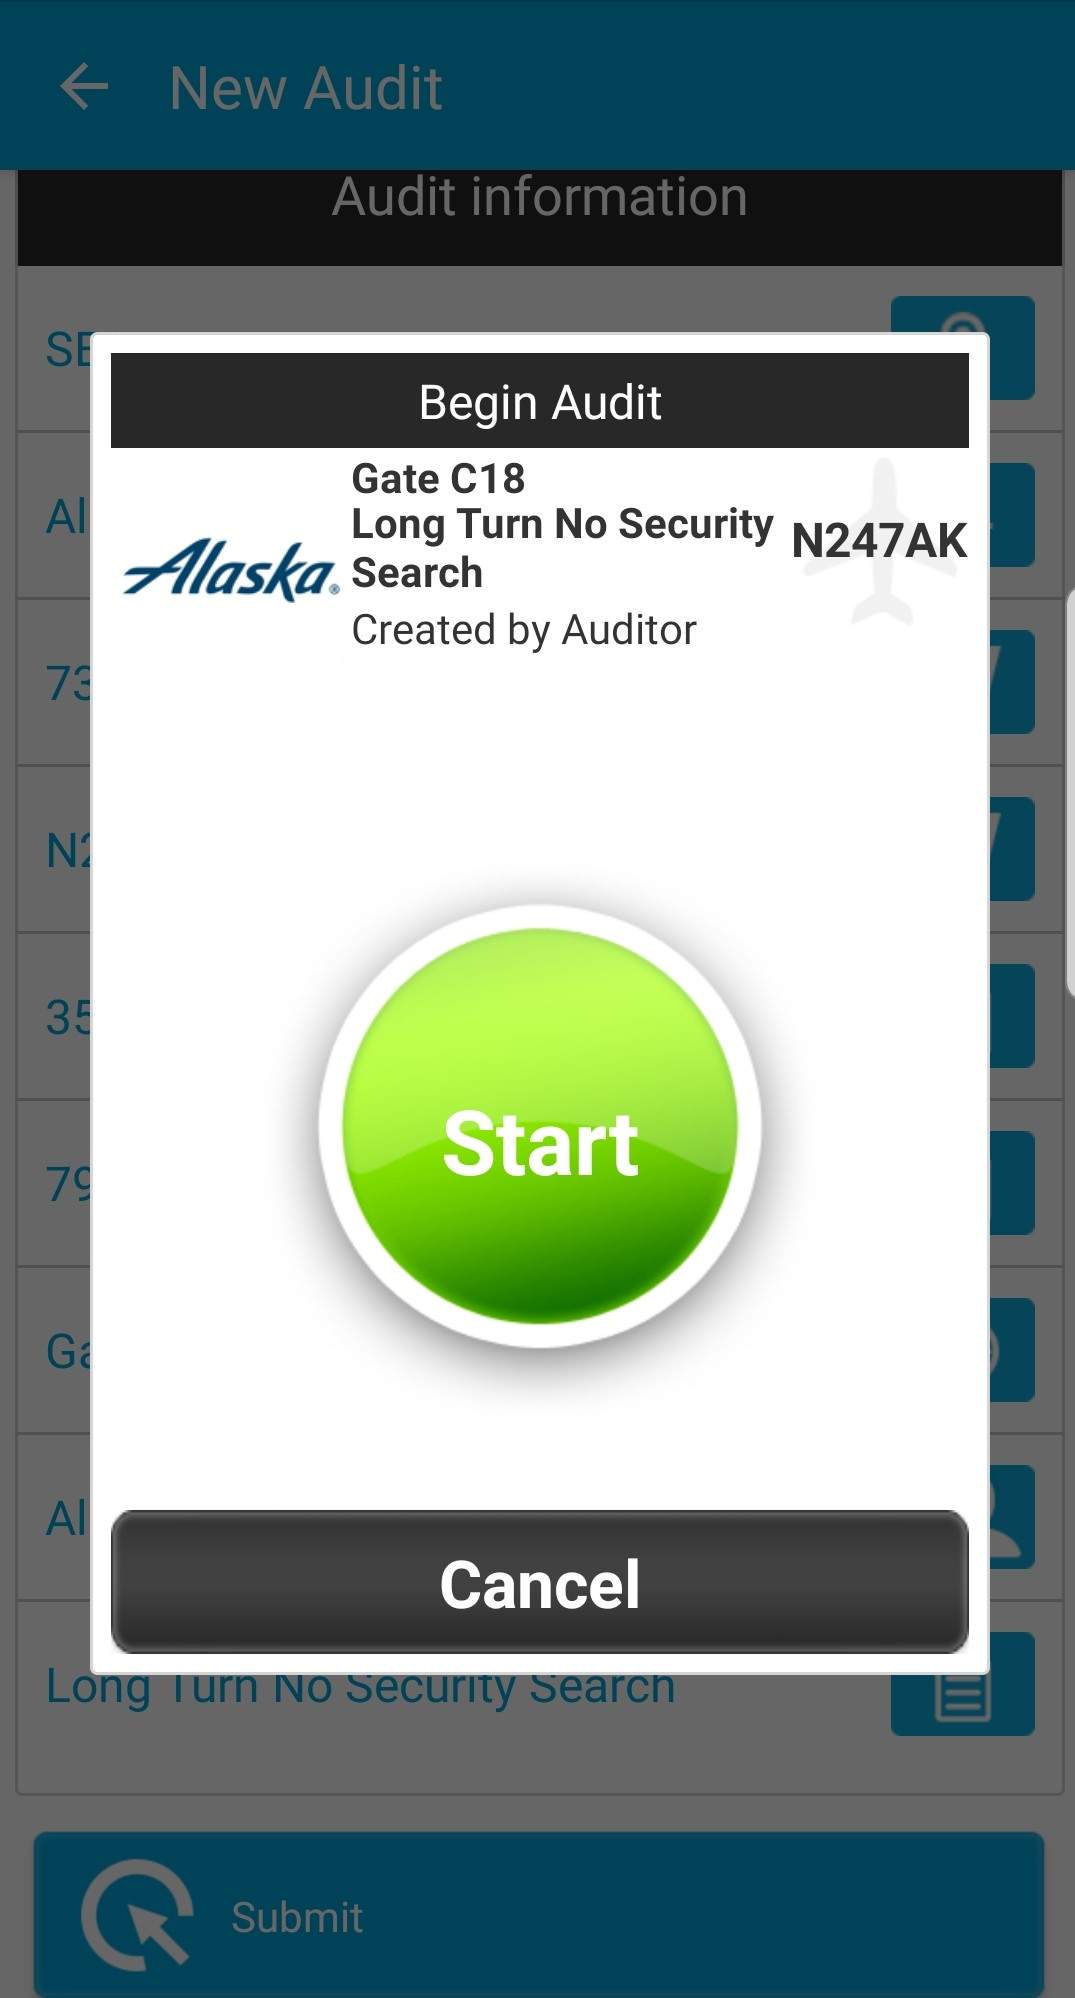 New Audit
Audit information
SE
Begin Audit
Gate C18
Long Turn No Security
Search
Created by Auditor
Alaska®
N247AK
Al
73
N2
35
79
Ga
Al
Start
Cancel
Long Turn No Security Search
Submit